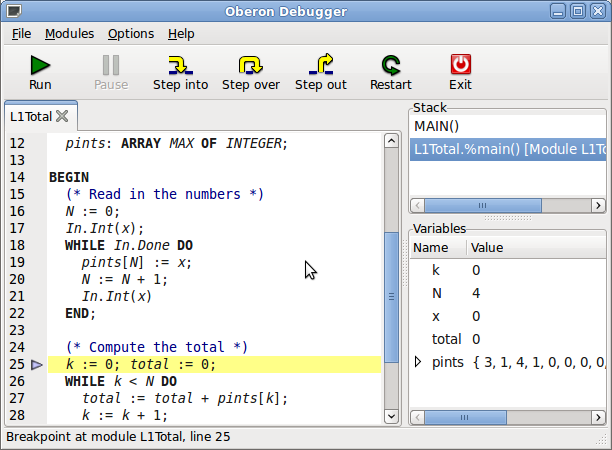 Oberon Debugger
File Modules Options Help
Run Pause Step into Step over Step out Restart Exit
L1Total
12 pints: ARRAY MAX OF INTEGER;
13
14 BEGIN
15 (* Read in the numbers *)
16 N := 0;
17 In.Int(x);
18 WHILE In.Done DO
19 pints[N] := x;
20 N := N + 1;
21 In.Int(x)
22 END;
23
24 (* Compute the total *)
25 k := 0; total := 0;
26 WHILE k < N DO
27 total := total + pints[k];
28 k := k + 1;
Stack
MAIN()
L1Total.%main() [Module L1To
Variables
Name Value
k 0
N 4
x 0
total 0
pints { 3, 1, 4, 1, 0, 0, 0, 0,
Breakpoint at module L1Total, line 25